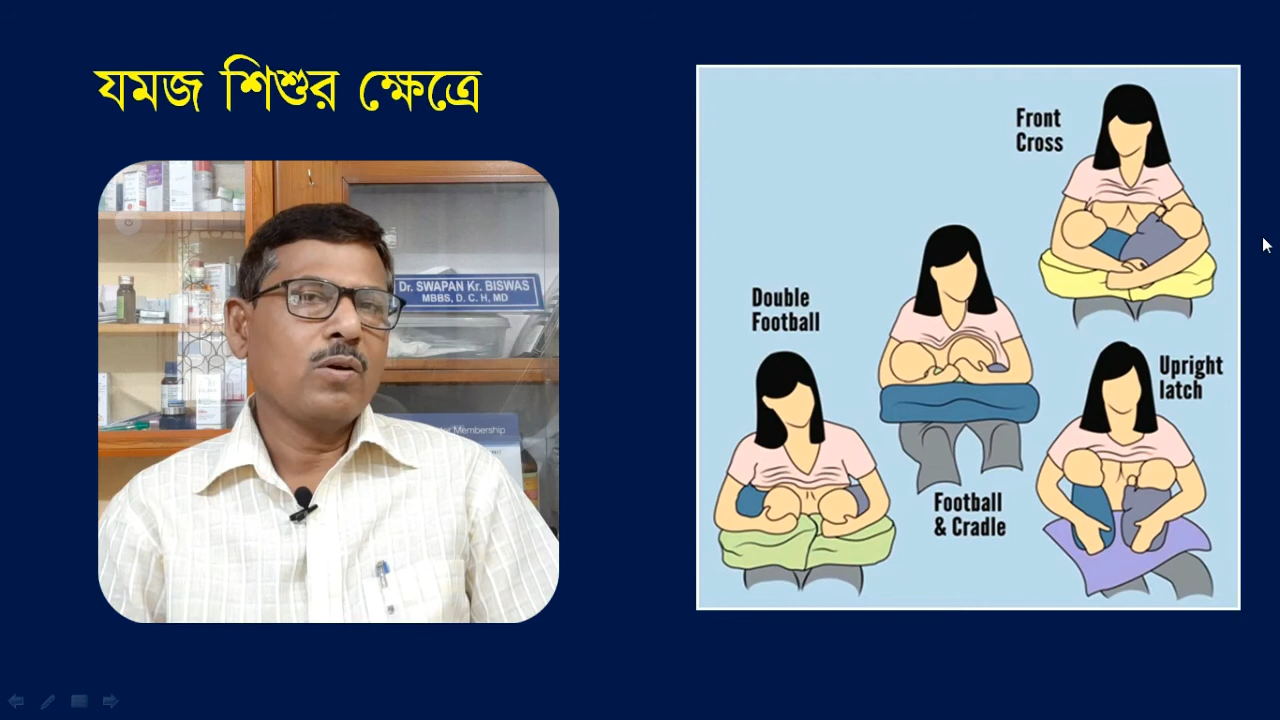 যমজ শিশুর ক্ষেত্রে
Dr. SWAPAN Kr. BISWAS
MBBS, D. C. H, MD
Membership
Front
Cross
Double
Football
Upright
latch
Football
& Cradle